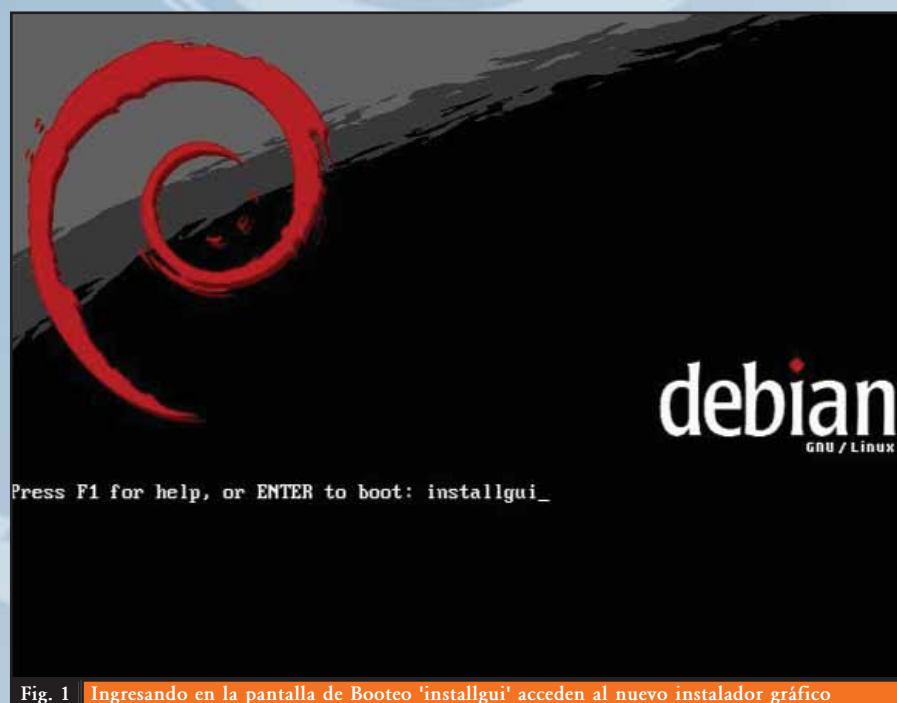 debian
GNU/Linux
Press F1 for help, or ENTER to boot: installgui_
Fig. 1 Ingresando en la pantalla de Booteo 'installgui' acceden al nuevo instalador gráfico